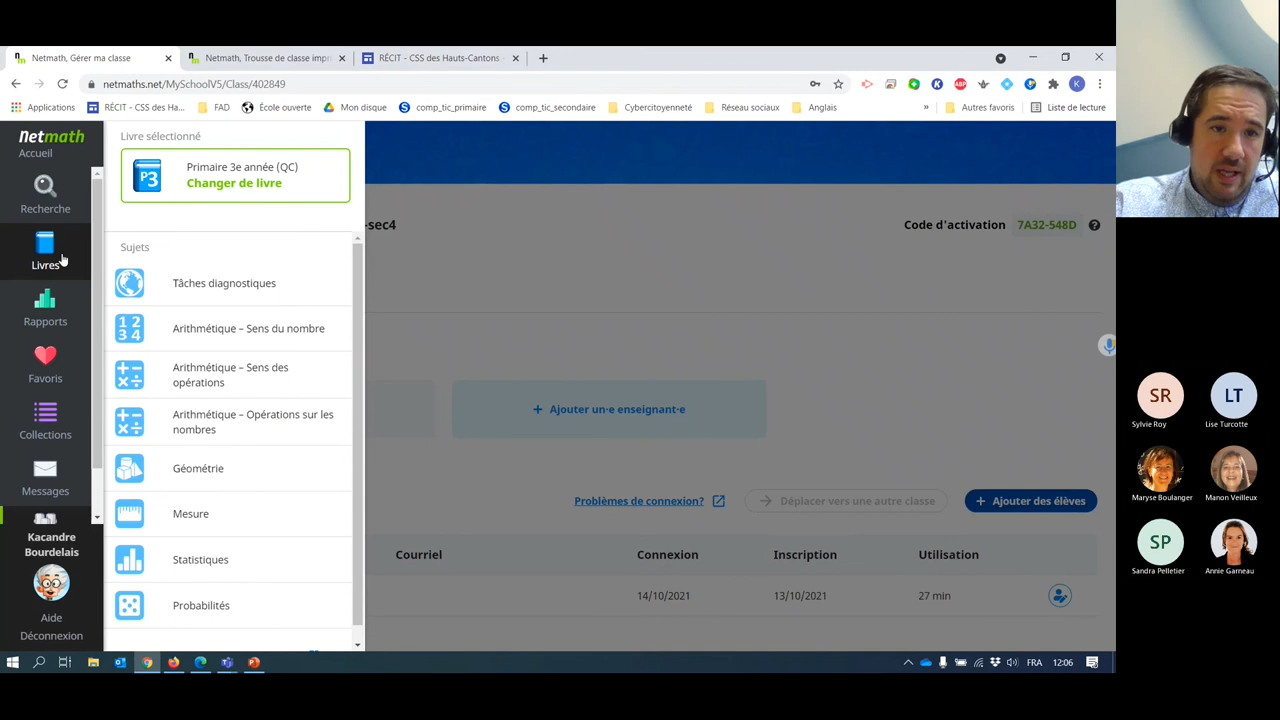 Netmath, Gérer ma classe
Netmath, Trousse de classe impr
RÉCIT - CSS des Hauts-Cantons -
netmaths.net/MySchoolV5/Class/402849
K
Applications
RÉCIT - CSS des Ha...
FAD
École ouverte
Mon disque
comp_tic_primaire
comp_tic_secondaire
Cybercitoyenneté
Réseau sociaux
Anglais
»
Autres favoris
Liste de lecture
netmath
Accueil
Recherche
Livres
Rapports
Favoris
Collections
Messages
Kacandre
Bourdelais
Aide
Déconnexion
Livre sélectionné
P3
Primaire 3e année (QC)
Changer de livre
Sujets
Tâches diagnostiques
Arithmétique – Sens du nombre
Arithmétique – Sens des
opérations
Arithmétique – Opérations sur les
nombres
Géométrie
Mesure
Statistiques
Probabilités
-sec4
Code d'activation 7A32-548D
+ Ajouter un·e enseignant·e
Problèmes de connexion?
Déplacer vers une autre classe
+ Ajouter des élèves
Courriel
Connexion
Inscription
Utilisation
14/10/2021
13/10/2021
27 min
FRA
12:06
SR
Sylvie Roy
LT
Lise Turcotte
Maryse Boulanger
Manon Veilleux
SP
Sandra Pelletier
Annie Garneau